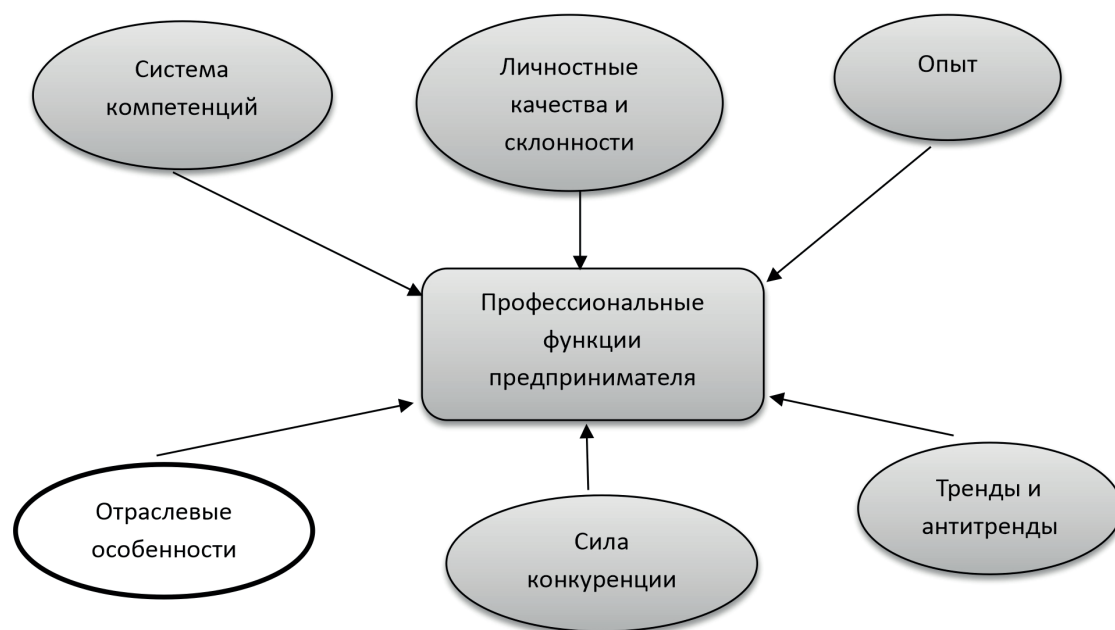 Система
компетенций
Личностные
качества и
склонности
Опыт
Профессиональные
функции
предпринимателя
Отраслевые
особенности
Сила
конкуренции
Тренды и
антитренды